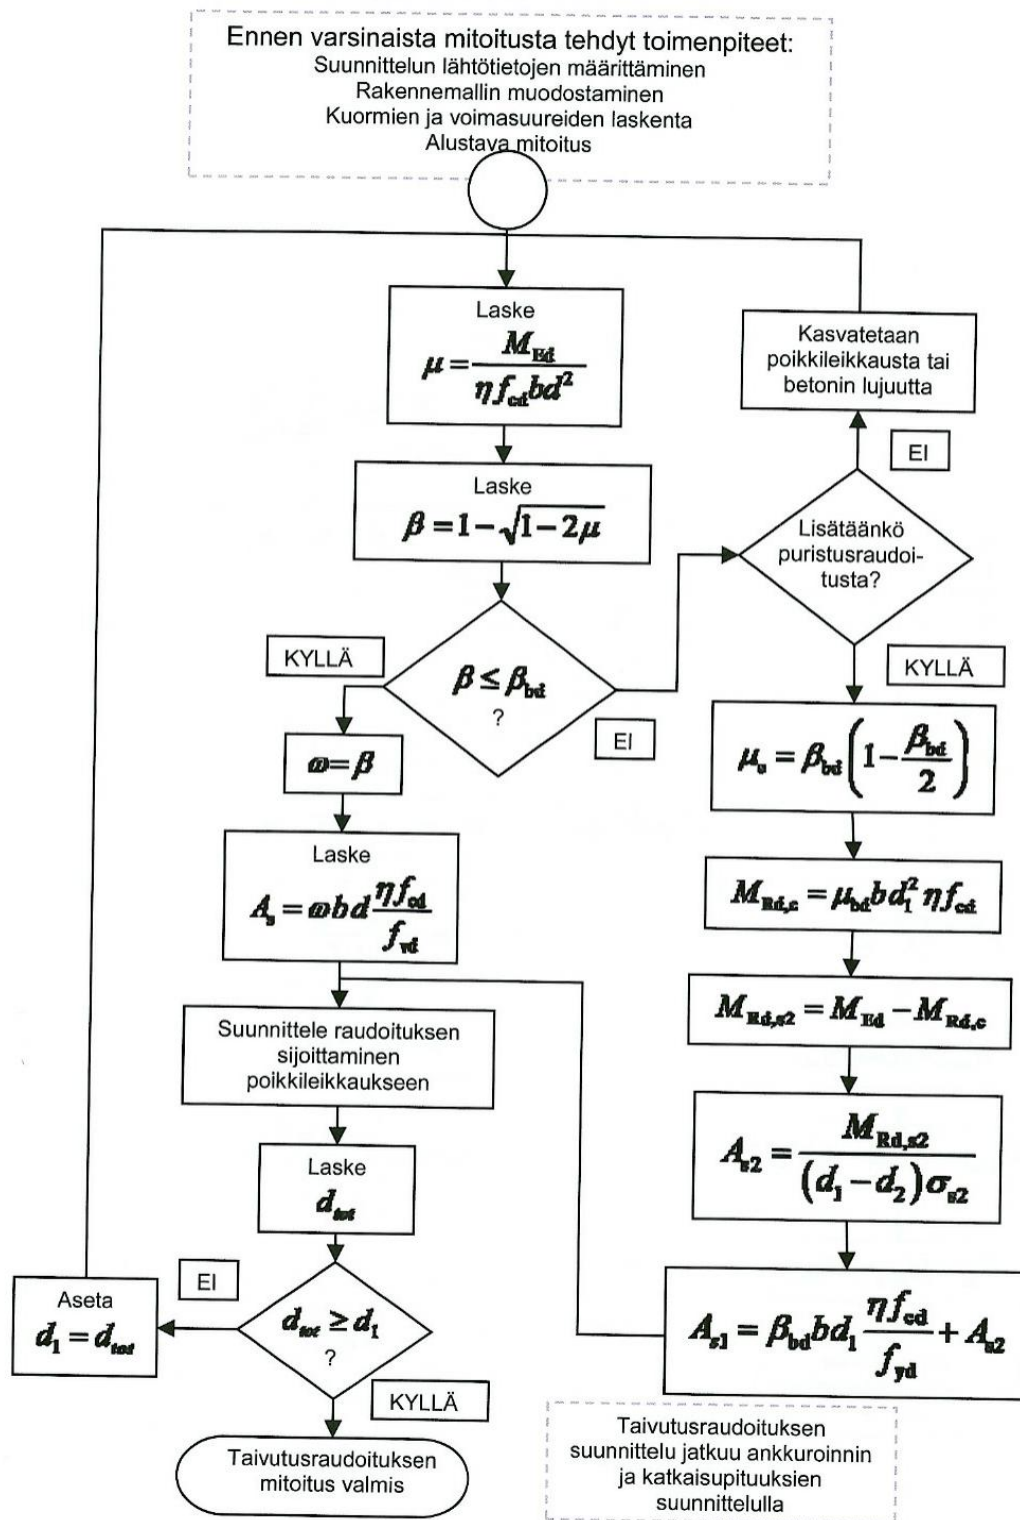 Ennen varsinaista mitoitusta tehdyt toimenpiteet:
Suunnittelun lähtötietojen määrittäminen
Rakennemallin muodostaminen
Kuormien ja voimasuureiden laskenta
Alustava mitoitus
Laske
μ = M_Ed / (η f_cd b d²)
Laske
β = 1 − √(1 − 2μ)
β ≤ β_bd
?
KYLLÄ
EI
ω = β
Laske
A_s = ω b d (η f_cd / f_yd)
Suunnittele raudoituksen
sijoittaminen
poikkileikkaukseen
Laske
d_tot
d_tot ≥ d_1
?
EI
Aseta
d_1 = d_tot
KYLLÄ
Taivutusraudoituksen
mitoitus valmis
Kasvatetaan
poikkileikkausta tai
betonin lujuutta
EI
Lisätäänkö
puristusraudoi-
tusta?
KYLLÄ
μ_c = β_bd (1 − β_bd / 2)
M_Rd,c = μ_bd b d_1² η f_cd
M_Rd,s2 = M_Ed − M_Rd,c
A_s2 = M_Rd,s2 / ((d_1 − d_2) σ_s2)
A_s1 = β_bd b d_1 (η f_cd / f_yd) + A_s2
Taivutusraudoituksen
suunnittelu jatkuu ankkuroinnin
ja katkaisupituuksien
suunnittelulla